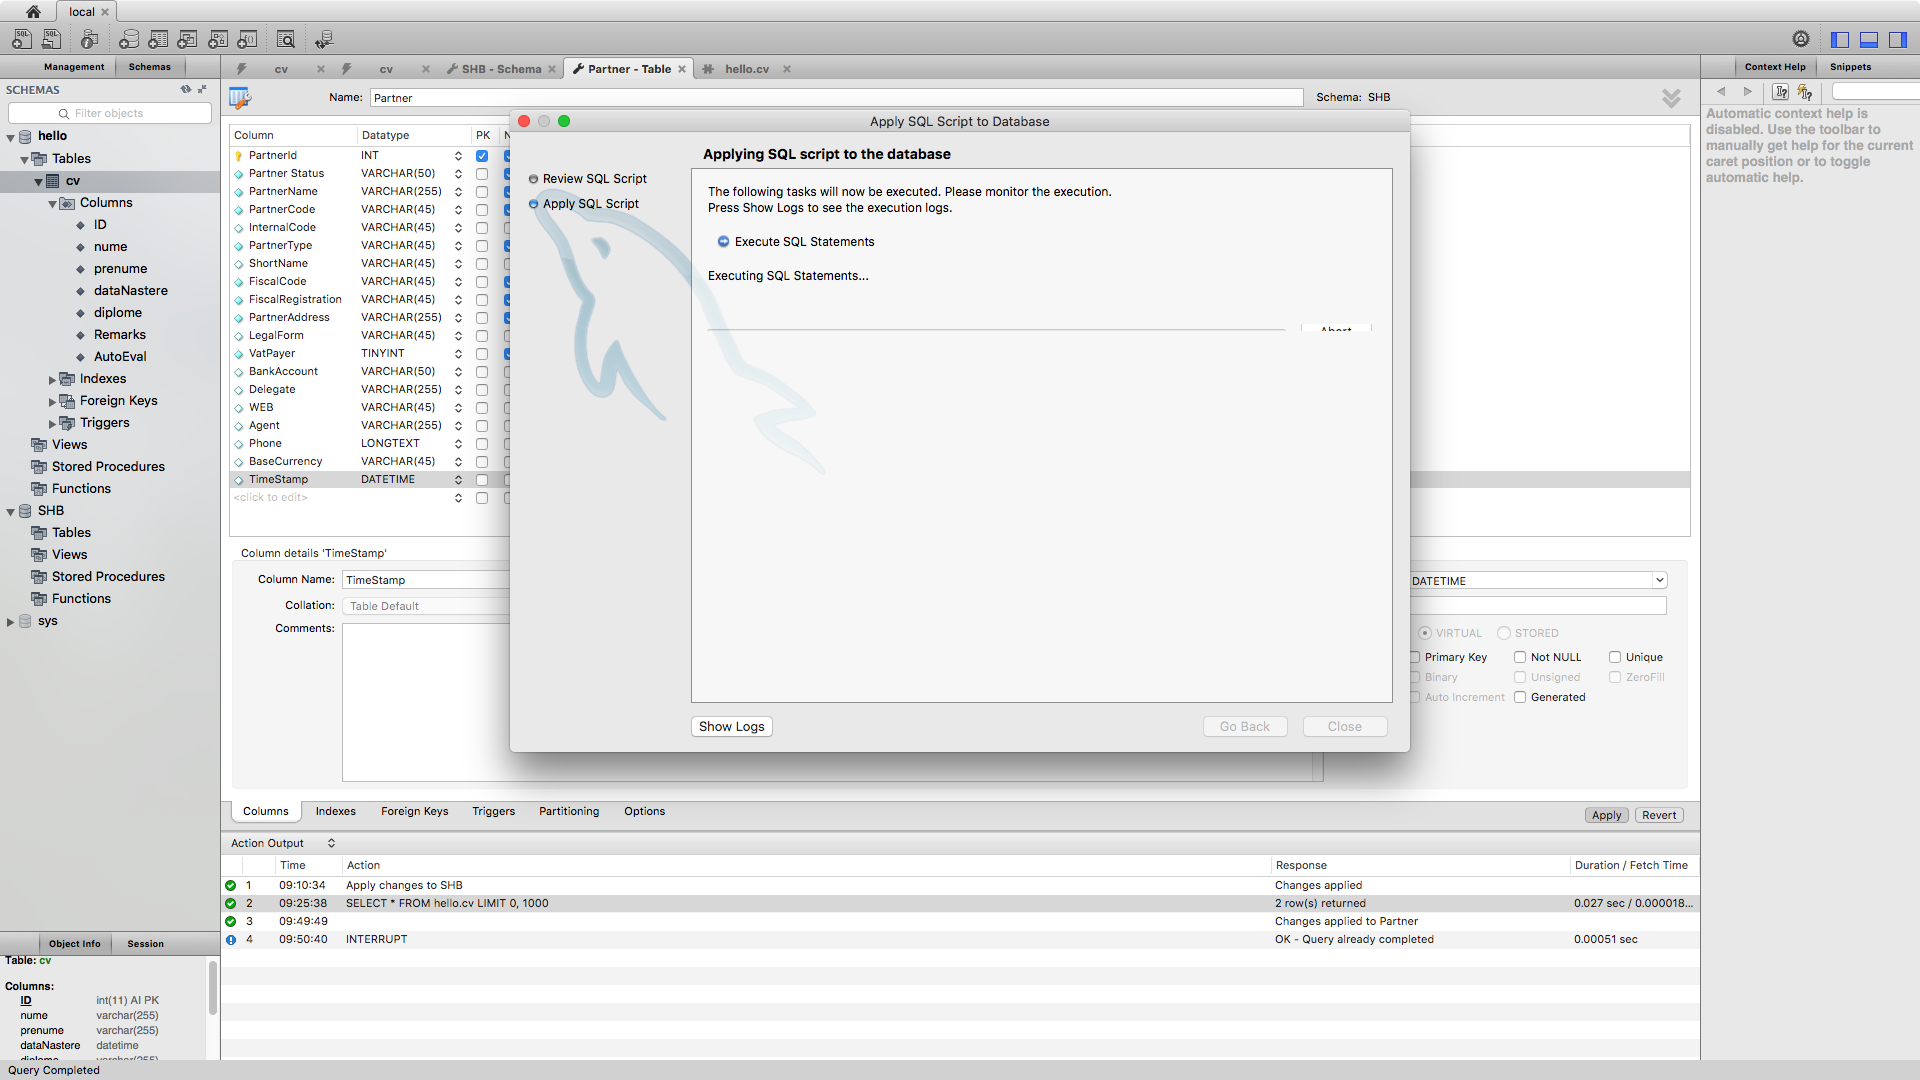 local
Management Schemas
cv cv SHB - Schema Partner - Table hello.cv
Context Help Snippets
SCHEMAS
Filter objects
Name: Partner Schema: SHB
Automatic context help is
disabled. Use the toolbar to
manually get help for the current
caret position or to toggle
automatic help.
hello
Tables
cv
Columns
ID
nume
prenume
dataNastere
diplome
Remarks
AutoEval
Indexes
Foreign Keys
Triggers
Views
Stored Procedures
Functions
SHB
Tables
Views
Stored Procedures
Functions
sys
Column Datatype PK N
PartnerId INT
Partner Status VARCHAR(50)
PartnerName VARCHAR(255)
PartnerCode VARCHAR(45)
InternalCode VARCHAR(45)
PartnerType VARCHAR(45)
ShortName VARCHAR(45)
FiscalCode VARCHAR(45)
FiscalRegistration VARCHAR(45)
PartnerAddress VARCHAR(255)
LegalForm VARCHAR(45)
VatPayer TINYINT
BankAccount VARCHAR(50)
Delegate VARCHAR(255)
WEB VARCHAR(45)
Agent VARCHAR(255)
Phone LONGTEXT
BaseCurrency VARCHAR(45)
TimeStamp DATETIME
<click to edit>
Apply SQL Script to Database
Applying SQL script to the database
Review SQL Script
Apply SQL Script
The following tasks will now be executed. Please monitor the execution.
Press Show Logs to see the execution logs.
Execute SQL Statements
Executing SQL Statements...
Abort
Show Logs Go Back Close
Column details 'TimeStamp'
Column Name: TimeStamp
Collation: Table Default
Comments:
DATETIME
VIRTUAL STORED
Primary Key Not NULL Unique
Binary Unsigned ZeroFill
Auto Increment Generated
Columns Indexes Foreign Keys Triggers Partitioning Options Apply Revert
Action Output
Time Action Response Duration / Fetch Time
1 09:10:34 Apply changes to SHB Changes applied
2 09:25:38 SELECT * FROM hello.cv LIMIT 0, 1000 2 row(s) returned 0.027 sec / 0.000018...
3 09:49:49 Changes applied to Partner
4 09:50:40 INTERRUPT OK - Query already completed 0.00051 sec
Object Info Session
Table: cv
Columns:
ID int(11) AI PK
nume varchar(255)
prenume varchar(255)
dataNastere datetime
diplome varchar(255)
Query Completed